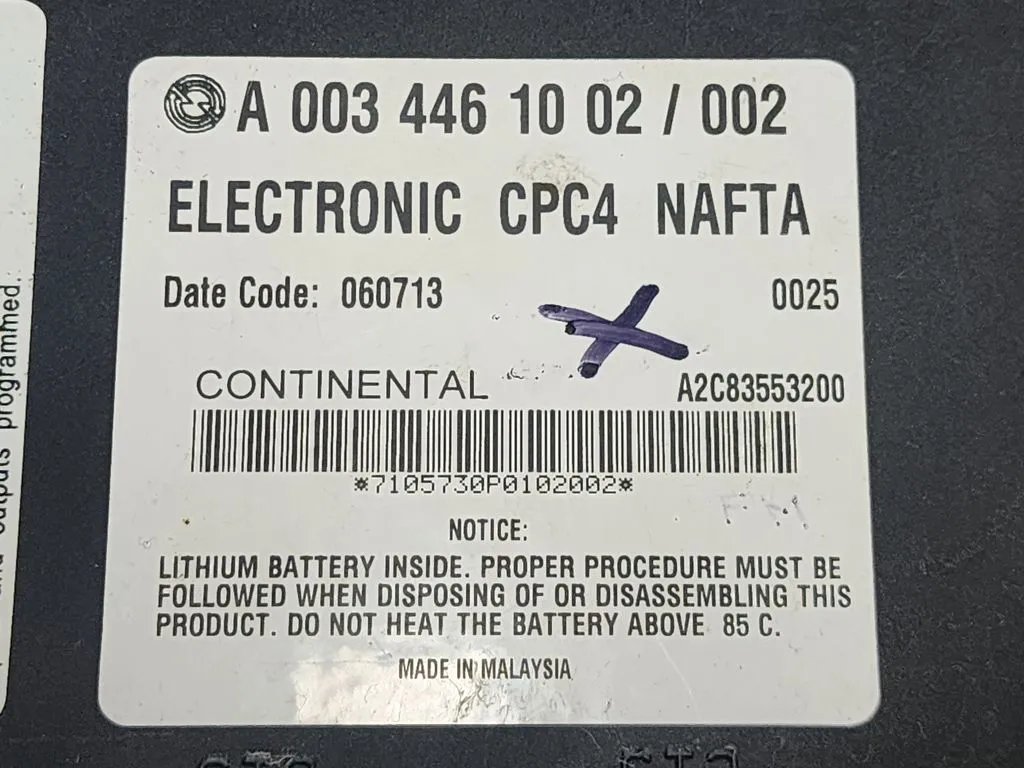 A 003 446 10 02 / 002
ELECTRONIC CPC4 NAFTA
Date Code: 060713 0025
CONTINENTAL A2C83553200
*7105730P0102002*
NOTICE:
LITHIUM BATTERY INSIDE. PROPER PROCEDURE MUST BE
FOLLOWED WHEN DISPOSING OF OR DISASSEMBLING THIS
PRODUCT. DO NOT HEAT THE BATTERY ABOVE 85 C.
MADE IN MALAYSIA
outputs programmed.